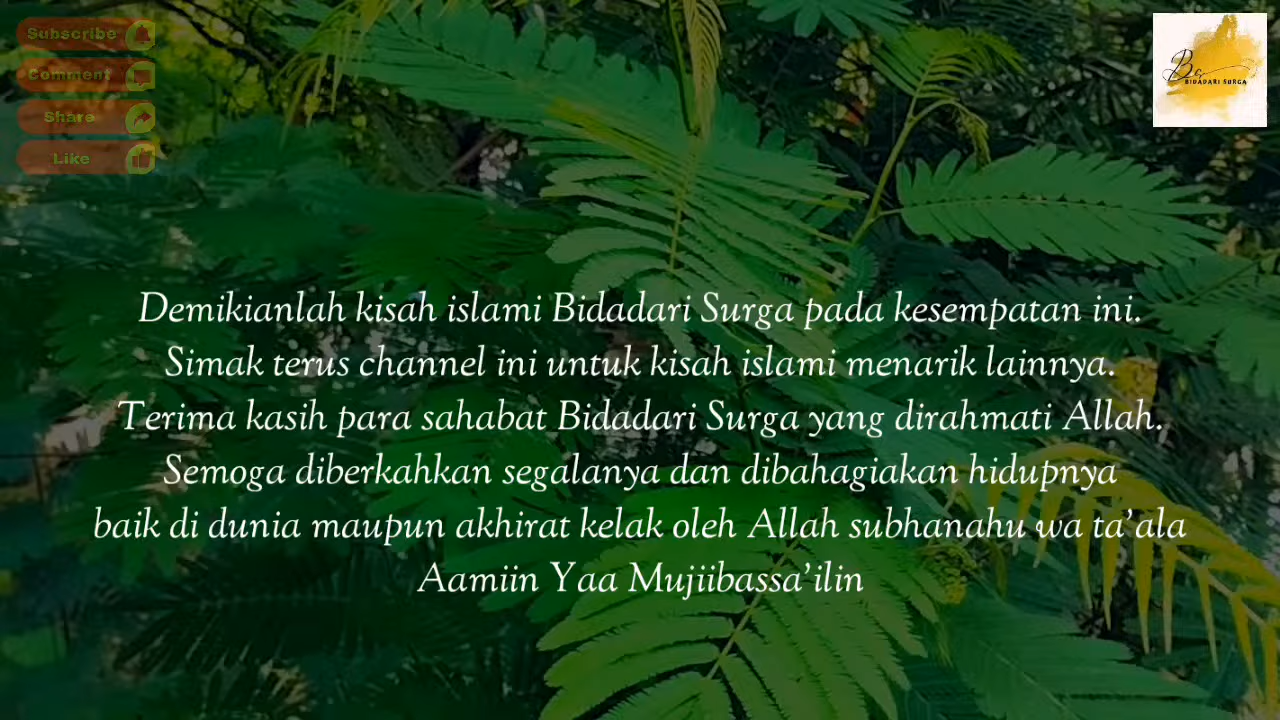 Subscribe
Comment
Share
Like
Bs
BIDADARI SURGA
Demikianlah kisah islami Bidadari Surga pada kesempatan ini.
Simak terus channel ini untuk kisah islami menarik lainnya.
Terima kasih para sahabat Bidadari Surga yang dirahmati Allah.
Semoga diberkahkan segalanya dan dibahagiakan hidupnya
baik di dunia maupun akhirat kelak oleh Allah subhanahu wa ta'ala
Aamiin Yaa Mujiibassa'ilin